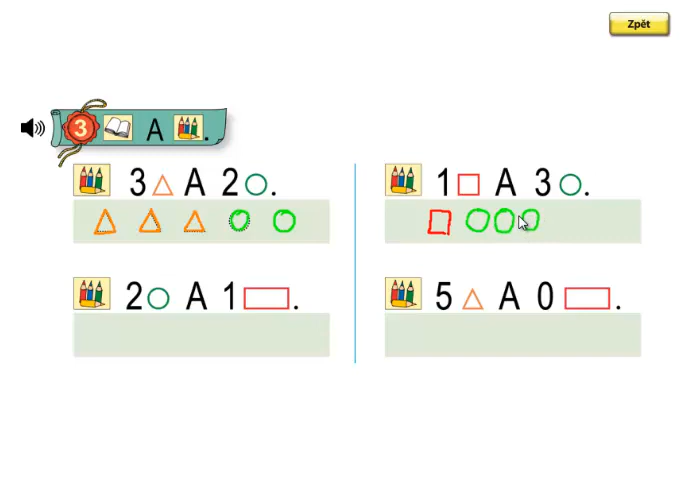 Zpět
3 A .
3 △ A 2 ○.
1 □ A 3 ○.
2 ○ A 1 ▭.
5 △ A 0 ▭.